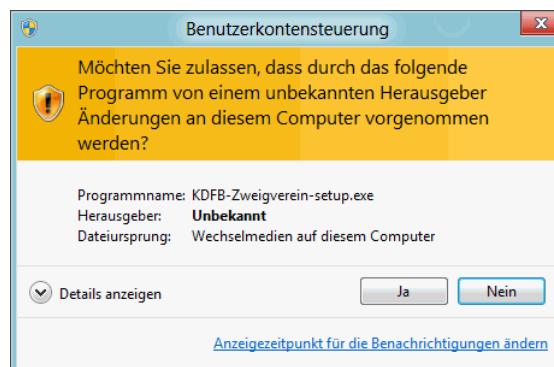 Benutzerkontensteuerung
Möchten Sie zulassen, dass durch das folgende
Programm von einem unbekannten Herausgeber
Änderungen an diesem Computer vorgenommen
werden?
Programmname: KDFB-Zweigverein-setup.exe
Herausgeber: Unbekannt
Dateiursprung: Wechselmedien auf diesem Computer
Details anzeigen
Ja
Nein
Anzeigezeitpunkt für die Benachrichtigungen ändern